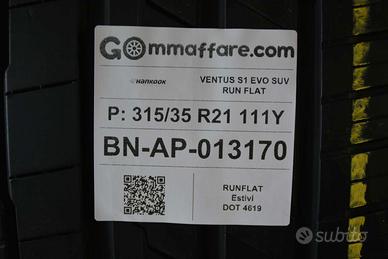 GOmmaffare.com
HANKOOK
VENTUS S1 EVO SUV
RUN FLAT
P: 315/35 R21 111Y
BN-AP-013170
RUNFLAT
Estivi
DOT 4619
subito